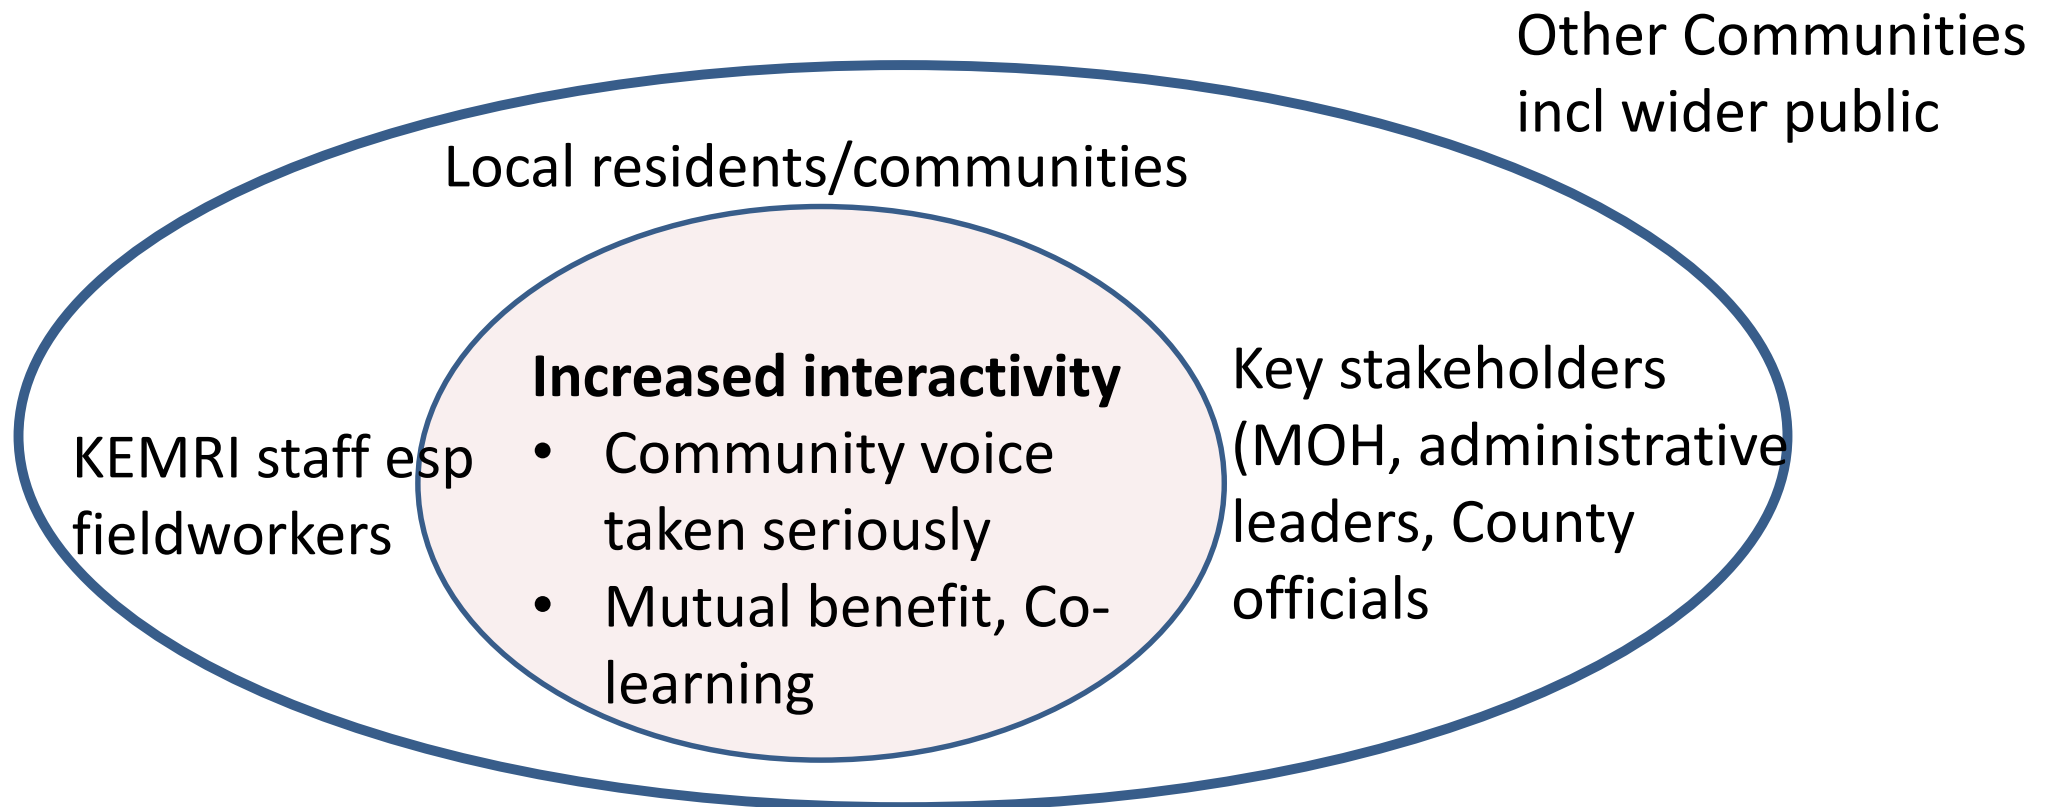 Other Communities
incl wider public
Local residents/communities
KEMRI staff esp
fieldworkers
Increased interactivity
• Community voice
taken seriously
• Mutual benefit, Co-
learning
Key stakeholders
(MOH, administrative
leaders, County
officials